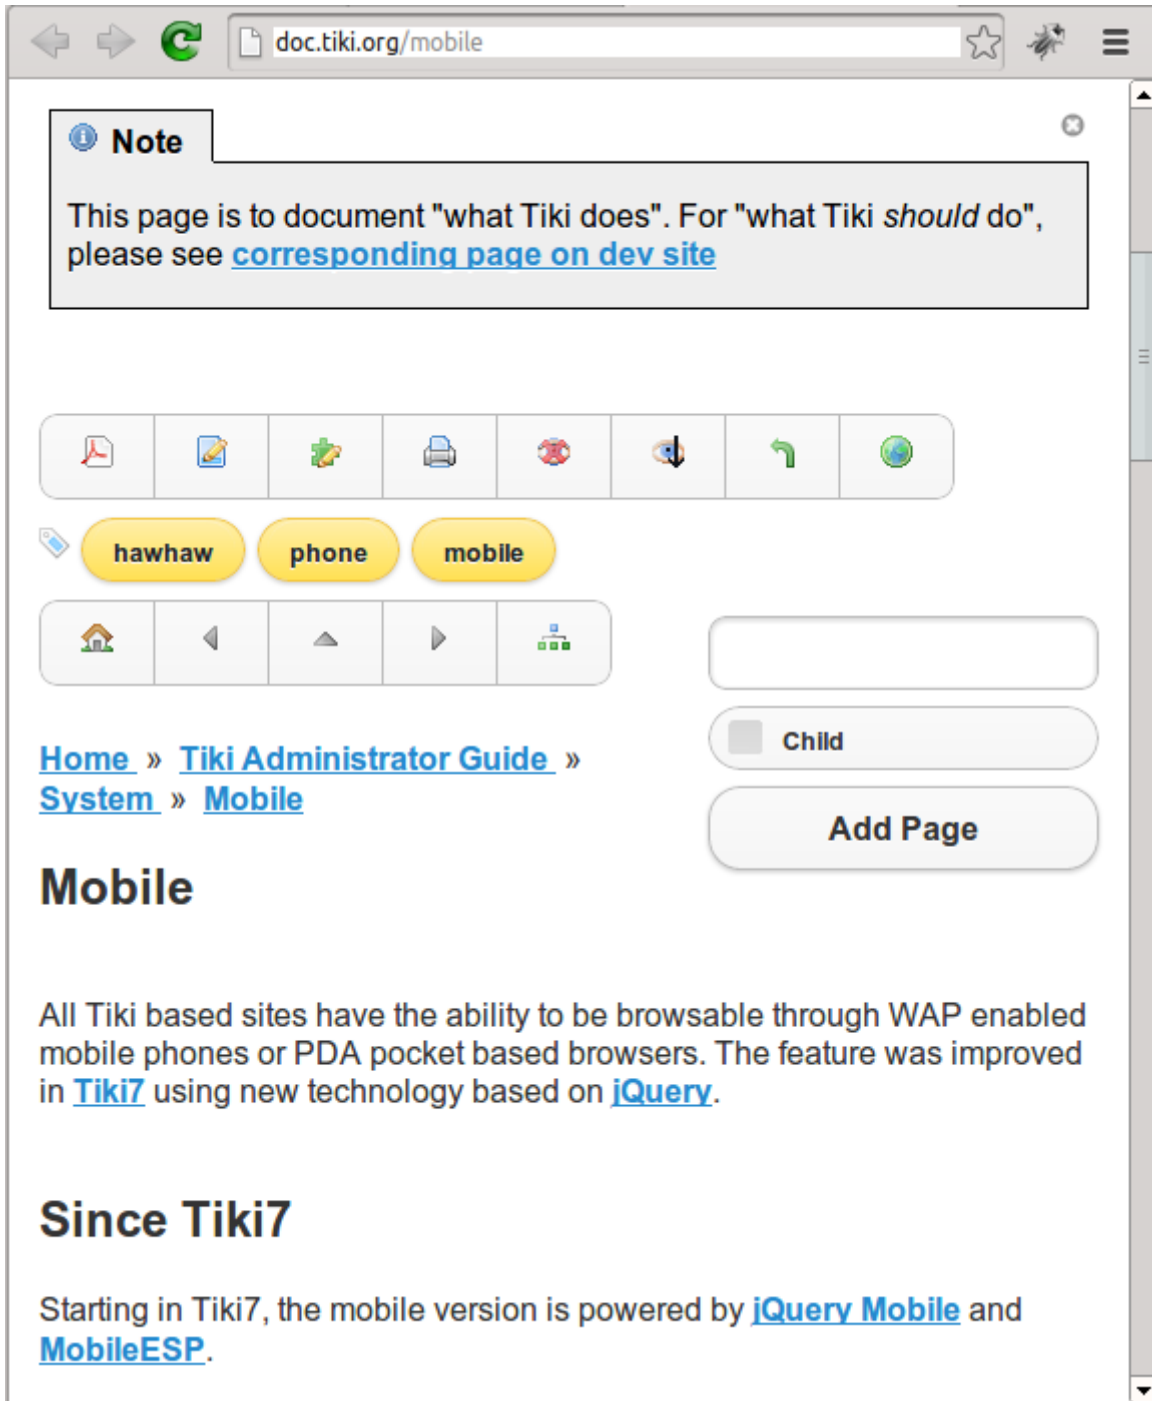 doc.tiki.org/mobile
Note
This page is to document "what Tiki does". For "what Tiki should do",
please see corresponding page on dev site
hawhaw phone mobile
Child
Add Page
Home » Tiki Administrator Guide »
System » Mobile
Mobile
All Tiki based sites have the ability to be browsable through WAP enabled
mobile phones or PDA pocket based browsers. The feature was improved
in Tiki7 using new technology based on jQuery.
Since Tiki7
Starting in Tiki7, the mobile version is powered by jQuery Mobile and
MobileESP.